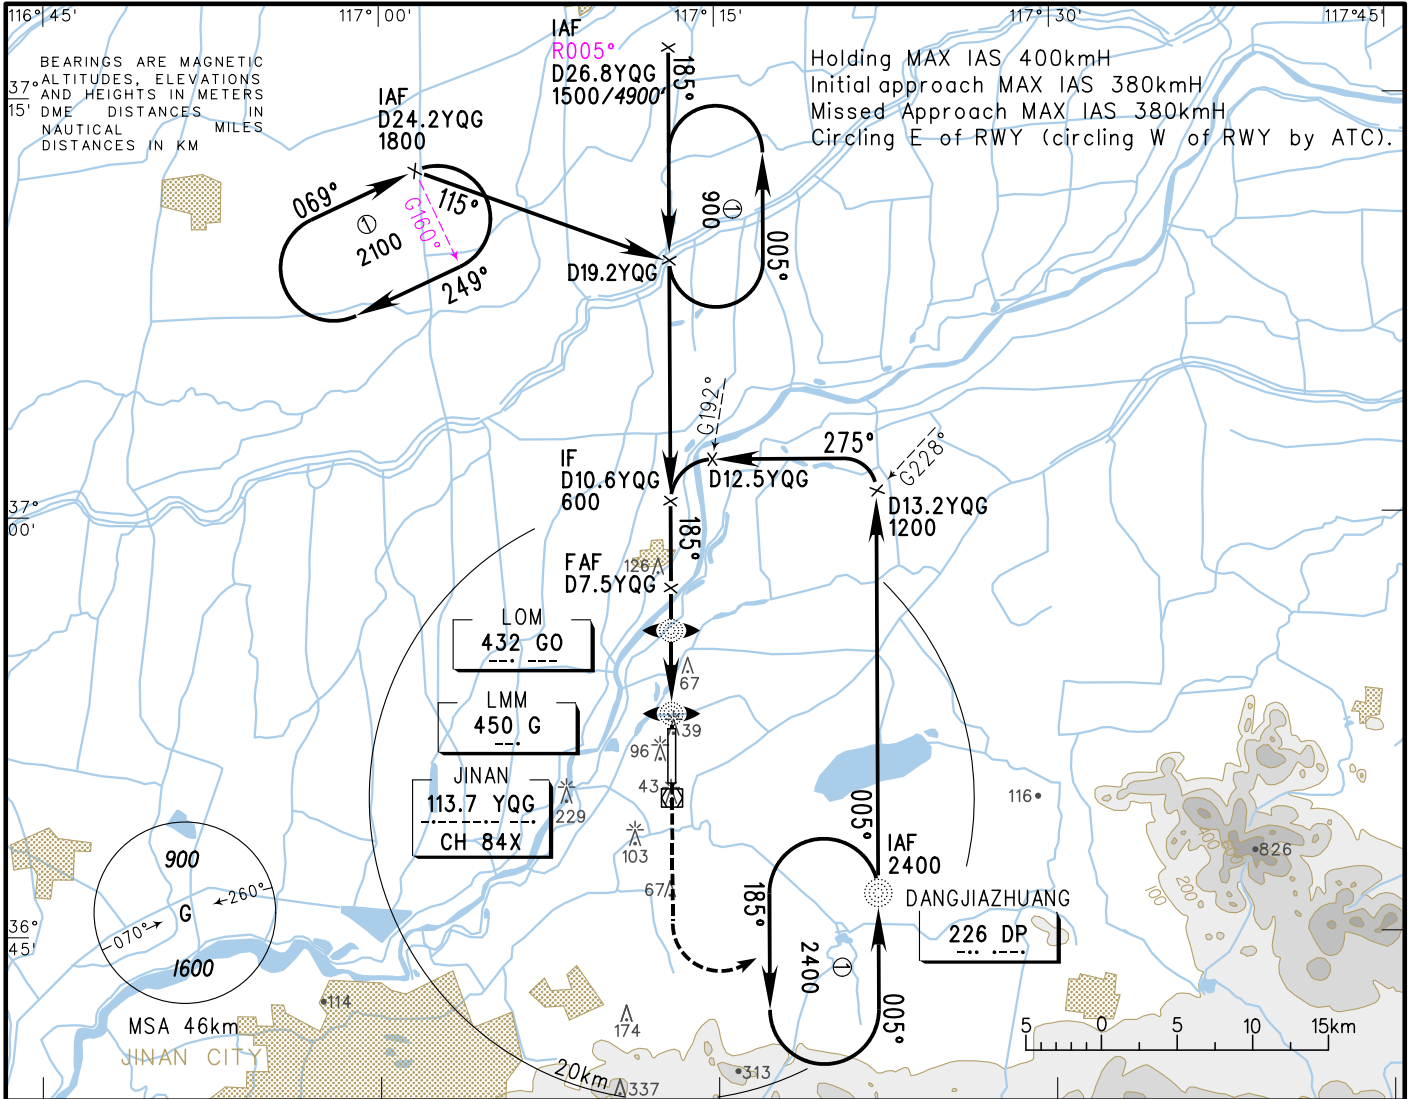 116° 45'
117° 00'
117° 15'
117° 30'
117° 45'
BEARINGS ARE MAGNETIC
ALTITUDES, ELEVATIONS
AND HEIGHTS IN METERS
DME DISTANCES IN
NAUTICAL MILES
DISTANCES IN KM
37°
15'
IAF
R005°
D26.8YQG
1500/4900'
185°
Holding MAX IAS 400kmH
Initial approach MAX IAS 380kmH
Missed Approach MAX IAS 380kmH
Circling E of RWY (circling W of RWY by ATC).
IAF
D24.2YQG
1800
069°
115°
G160°
1
2100
249°
900
1
005°
D19.2YQG
G192°
275°
G228°
IF
D10.6YQG
600
D12.5YQG
D13.2YQG
1200
37°
00'
185°
126
FAF
D7.5YQG
LOM
432 GO
--· ---
67
LMM
450 G
--·
39
96
JINAN
113.7 YQG
-·-- --·- --·
CH 84X
43
229
103
116
005°
826
100
200
IAF
2400
DANGJIAZHUANG
226 DP
-·· ·--·
67
185°
2400
1
005°
900
G
260°
070°
1600
36°
45'
MSA 46km
JINAN CITY
114
174
20km
313
337
5 0 5 10 15km